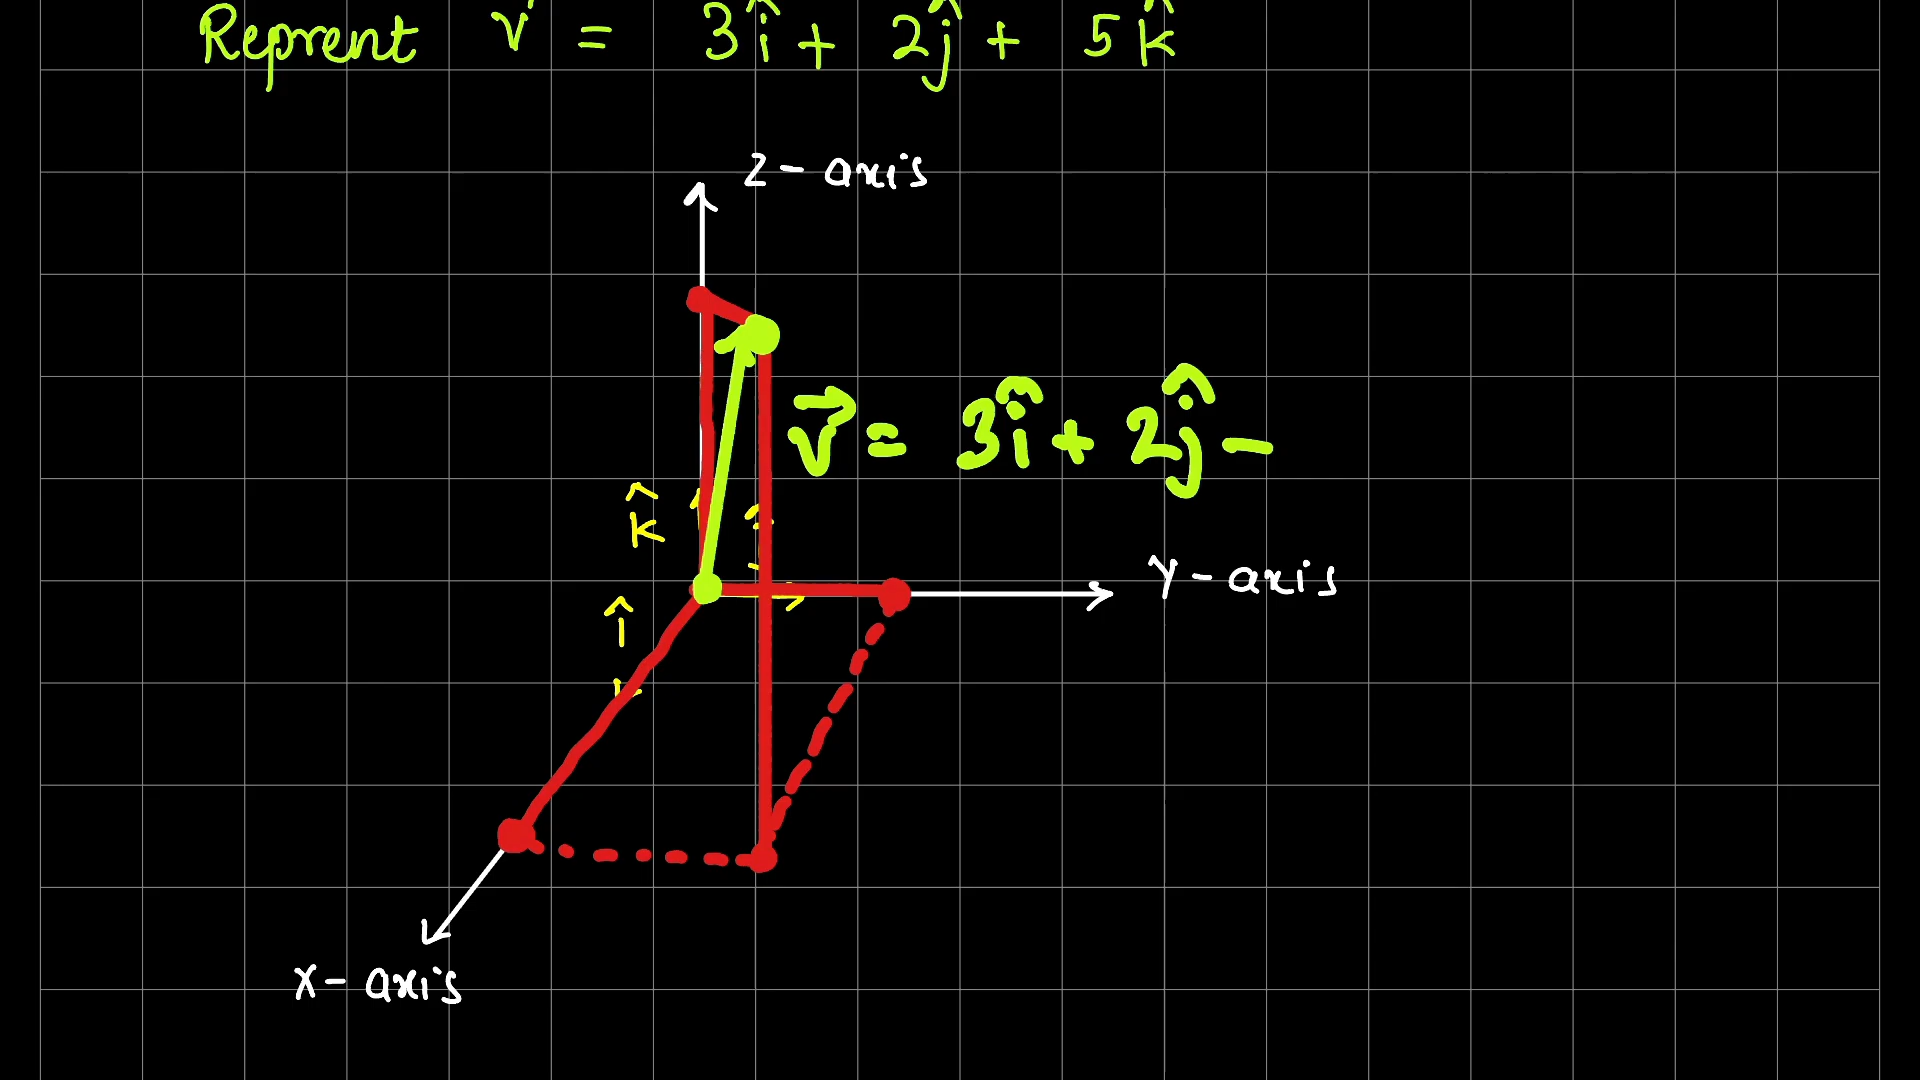 Reprent v = 3î + 2ĵ + 5k̂
z-axis
v⃗ = 3î + 2ĵ -
k̂
y-axis
î
x-axis